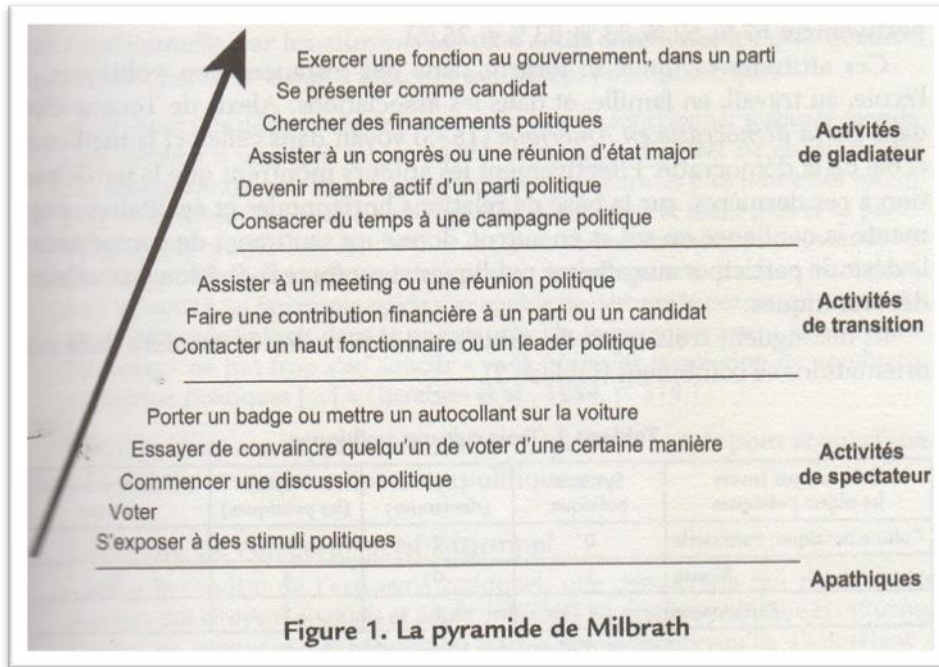 Exercer une fonction au gouvernement, dans un parti
Se présenter comme candidat
Chercher des financements politiques
Assister à un congrès ou une réunion d'état major
Devenir membre actif d'un parti politique
Consacrer du temps à une campagne politique
Activités
de gladiateur
Assister à un meeting ou une réunion politique
Faire une contribution financière à un parti ou un candidat
Contacter un haut fonctionnaire ou un leader politique
Activités
de transition
Porter un badge ou mettre un autocollant sur la voiture
Essayer de convaincre quelqu'un de voter d'une certaine manière
Commencer une discussion politique
Voter
S'exposer à des stimuli politiques
Activités
de spectateur
Apathiques
Figure 1. La pyramide de Milbrath